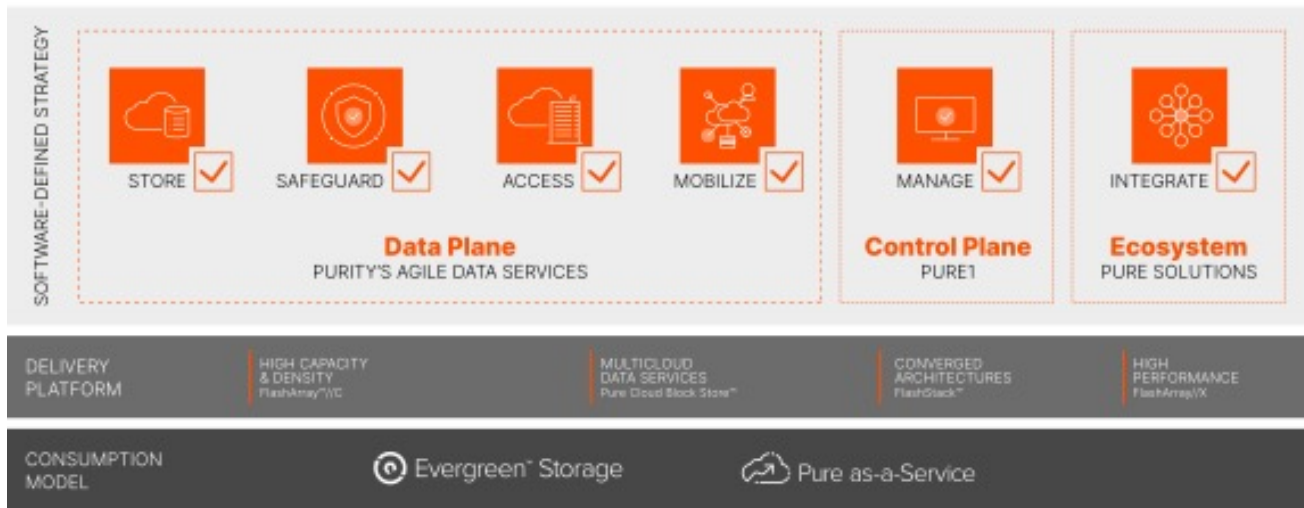 SOFTWARE-DEFINED STRATEGY
STORE
SAFEGUARD
ACCESS
MOBILIZE
Data Plane
PURITY'S AGILE DATA SERVICES
MANAGE
Control Plane
PURE1
INTEGRATE
Ecosystem
PURE SOLUTIONS
DELIVERY
PLATFORM
HIGH CAPACITY
& DENSITY
FlashArray™//C
MULTICLOUD
DATA SERVICES
Pure Cloud Block Store™
CONVERGED
ARCHITECTURES
FlashStack™
HIGH
PERFORMANCE
FlashArray//X
CONSUMPTION
MODEL
Evergreen™ Storage
Pure as-a-Service